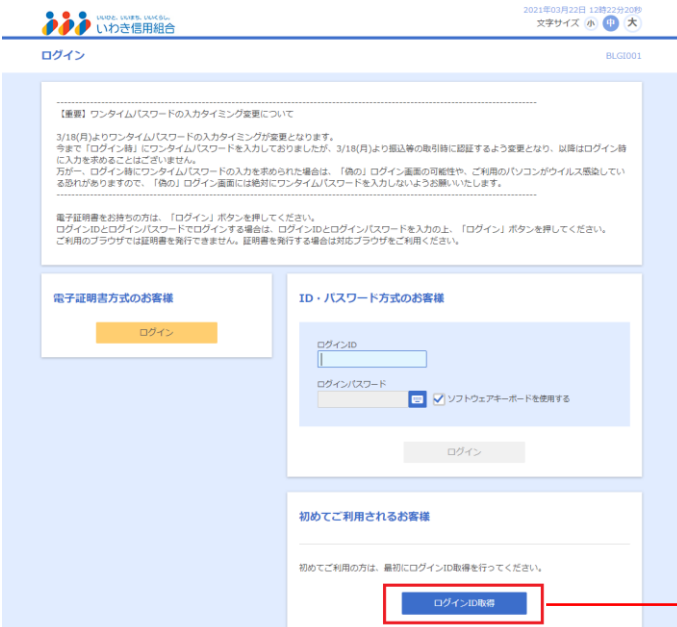 2021年03月22日 12時22分20秒
いいひと、いいまち、いいくらし。
いわき信用組合
文字サイズ 小 中 大
ログイン
BLGI001
【重要】ワンタイムパスワードの入力タイミング変更について
3/18(月)よりワンタイムパスワードの入力タイミングが変更となります。
今まで「ログイン時」にワンタイムパスワードを入力しておりましたが、3/18(月)より振込等の取引時に認証するよう変更となり、以降はログイン時
に入力を求めることはございません。
万が一、ログイン時にワンタイムパスワードの入力を求められた場合は、「偽の」ログイン画面の可能性や、ご利用のパソコンがウイルス感染してい
る恐れがありますので、「偽の」ログイン画面には絶対にワンタイムパスワードを入力しないようお願いいたします。
電子証明書をお持ちの方は、「ログイン」ボタンを押してください。
ログインIDとログインパスワードでログインする場合は、ログインIDとログインパスワードを入力の上、「ログイン」ボタンを押してください。
ご利用のブラウザでは証明書を発行できません。証明書を発行する場合は対応ブラウザをご利用ください。
電子証明書方式のお客様
ログイン
ID・パスワード方式のお客様
ログインID
ログインパスワード
ソフトウェアキーボードを使用する
ログイン
初めてご利用されるお客様
初めてご利用の方は、最初にログインID取得を行ってください。
ログインID取得